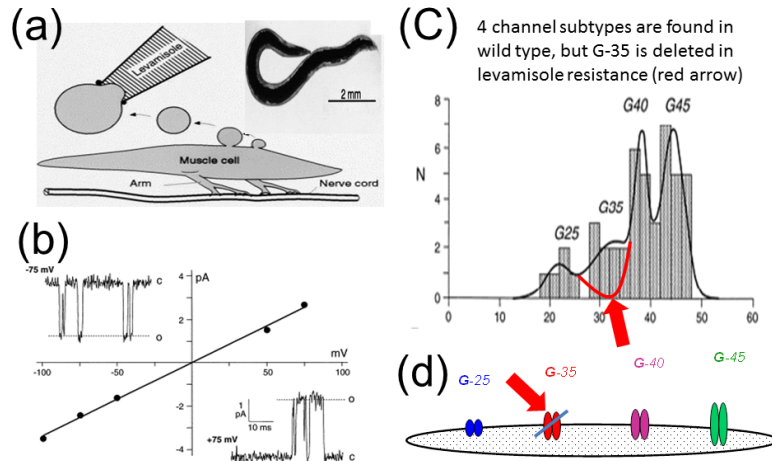 (a)
Levamisole
2 mm
Muscle cell
Arm
Nerve cord
(b)
-75 mV
c
o
4
pA
2
mV
-100
-50
50
100
-2
-4
1
pA
10 ms
+75 mV
o
c
(C)
4 channel subtypes are found in
wild type, but G-35 is deleted in
levamisole resistance (red arrow)
8
6
N
4
2
0
G25
G35
G40
G45
0
10
20
30
40
50
60
(d)
G-25
G-35
G-40
G-45